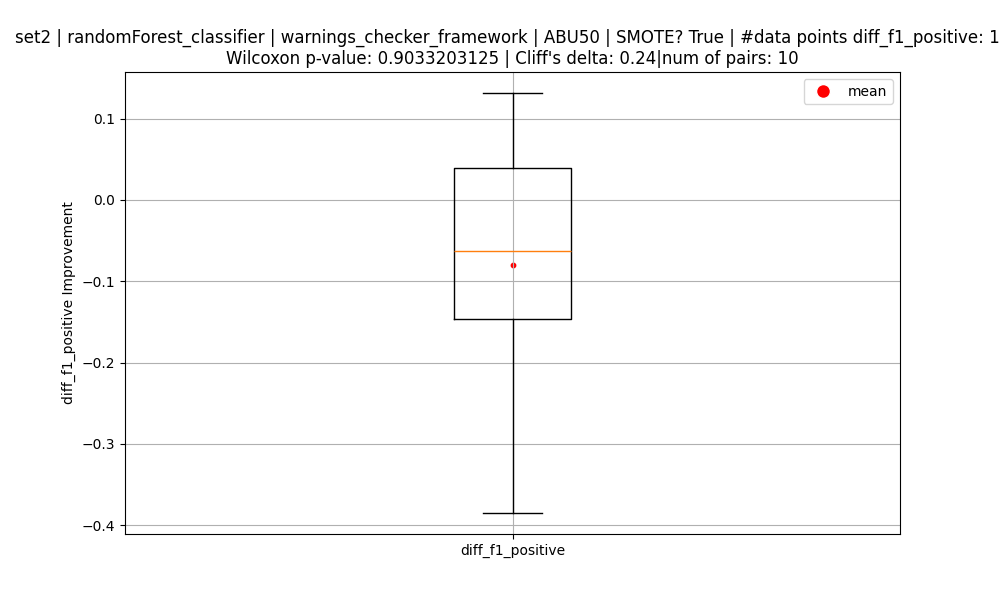 set2 | randomForest_classifier | warnings_checker_framework | ABU50 | SMOTE? True | #data points diff_f1_positive: 1
Wilcoxon p-value: 0.9033203125 | Cliff's delta: 0.24|num of pairs: 10
mean
0.1
0.0
−0.1
−0.2
−0.3
−0.4
diff_f1_positive Improvement
diff_f1_positive